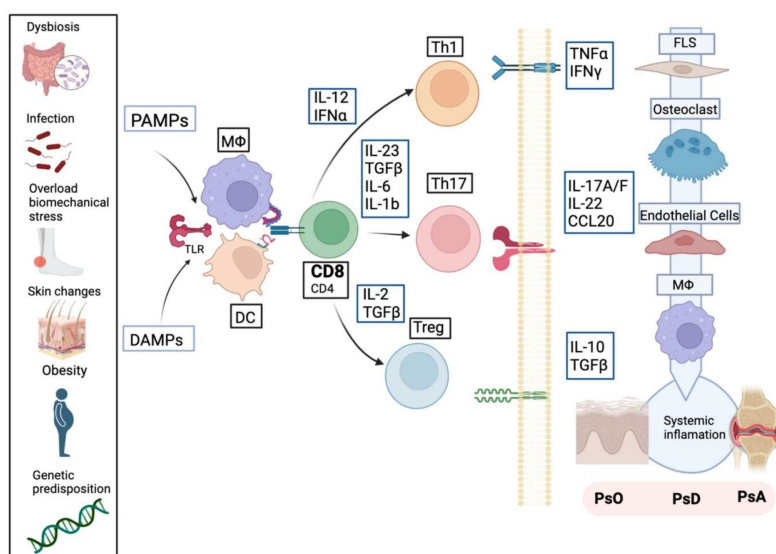 Dysbiosis
Infection
Overload
biomechanical
stress
Skin changes
Obesity
Genetic
predisposition
PAMPs
DAMPs
TLR
MΦ
DC
CD8
CD4
IL-12
IFNα
IL-23
TGFβ
IL-6
IL-1b
IL-2
TGFβ
Th1
Th17
Treg
TNFα
IFNγ
IL-17A/F
IL-22
CCL20
IL-10
TGFβ
FLS
Osteoclast
Endothelial Cells
MΦ
Systemic
inflamation
PsO
PsD
PsA